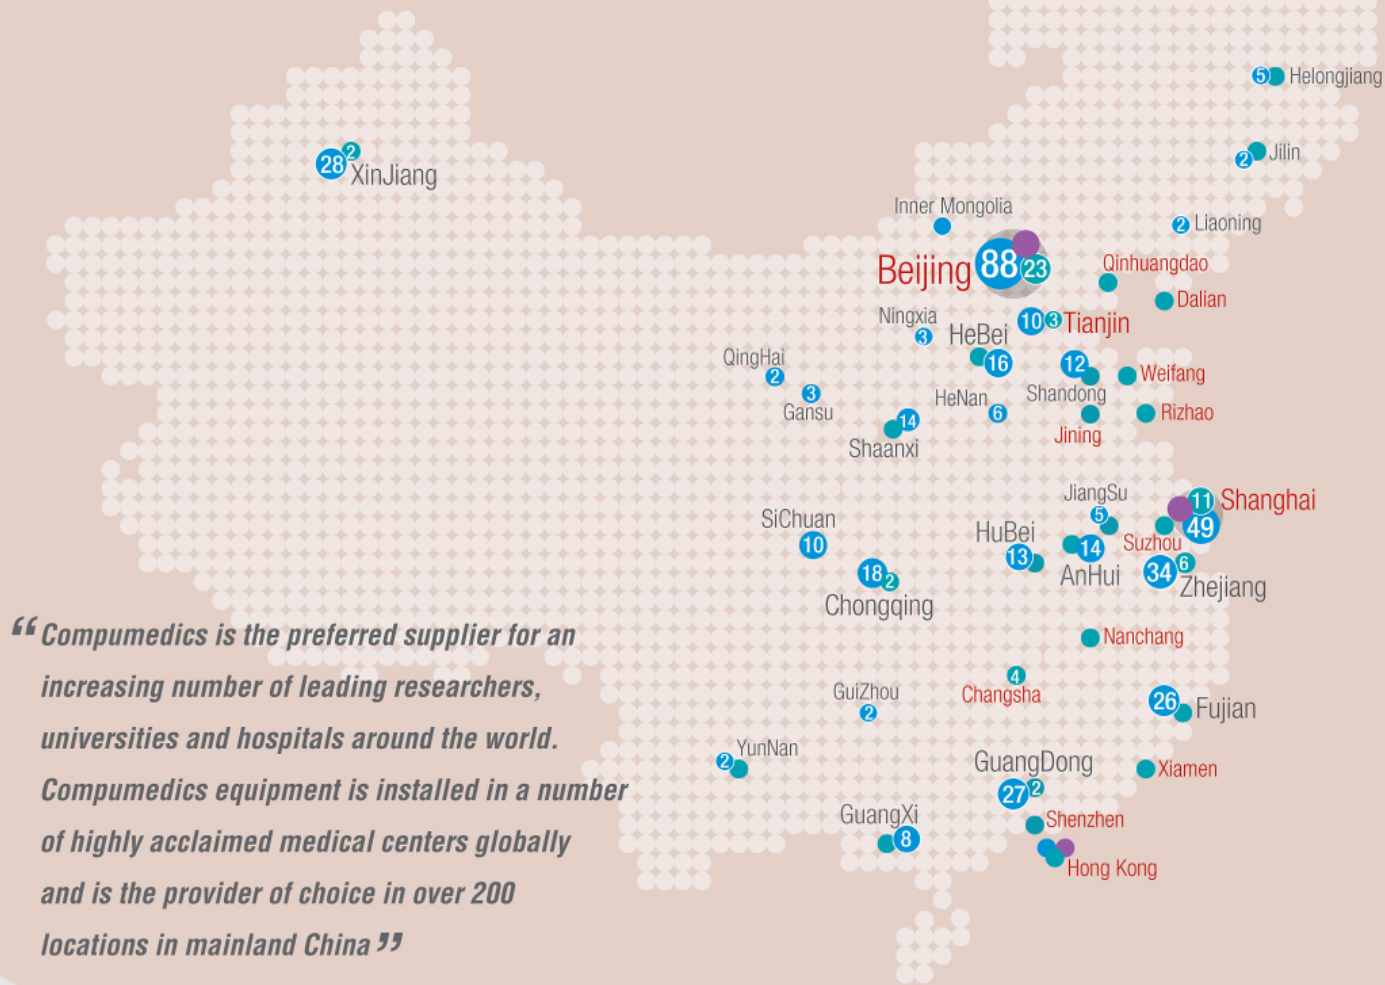 5 Helongjiang
2 Jilin
28 2 XinJiang
Inner Mongolia
2 Liaoning
Beijing 88 23
Qinhuangdao
Dalian
Ningxia
3
10 3 Tianjin
HeBei
16
QingHai
2
12
Shandong
Weifang
3
Gansu
HeNan
6
Rizhao
14
Shaanxi
Jining
JiangSu
5
11 Shanghai
49
SiChuan
10
HuBei
13
14
AnHui
Suzhou
34 6
Zhejiang
18 2
Chongqing
Nanchang
4
Changsha
GuiZhou
2
26 Fujian
2 YunNan
GuangDong
27 2
Xiamen
GuangXi
8
Shenzhen
Hong Kong
“ Compumedics is the preferred supplier for an
increasing number of leading researchers,
universities and hospitals around the world.
Compumedics equipment is installed in a number
of highly acclaimed medical centers globally
and is the provider of choice in over 200
locations in mainland China ”